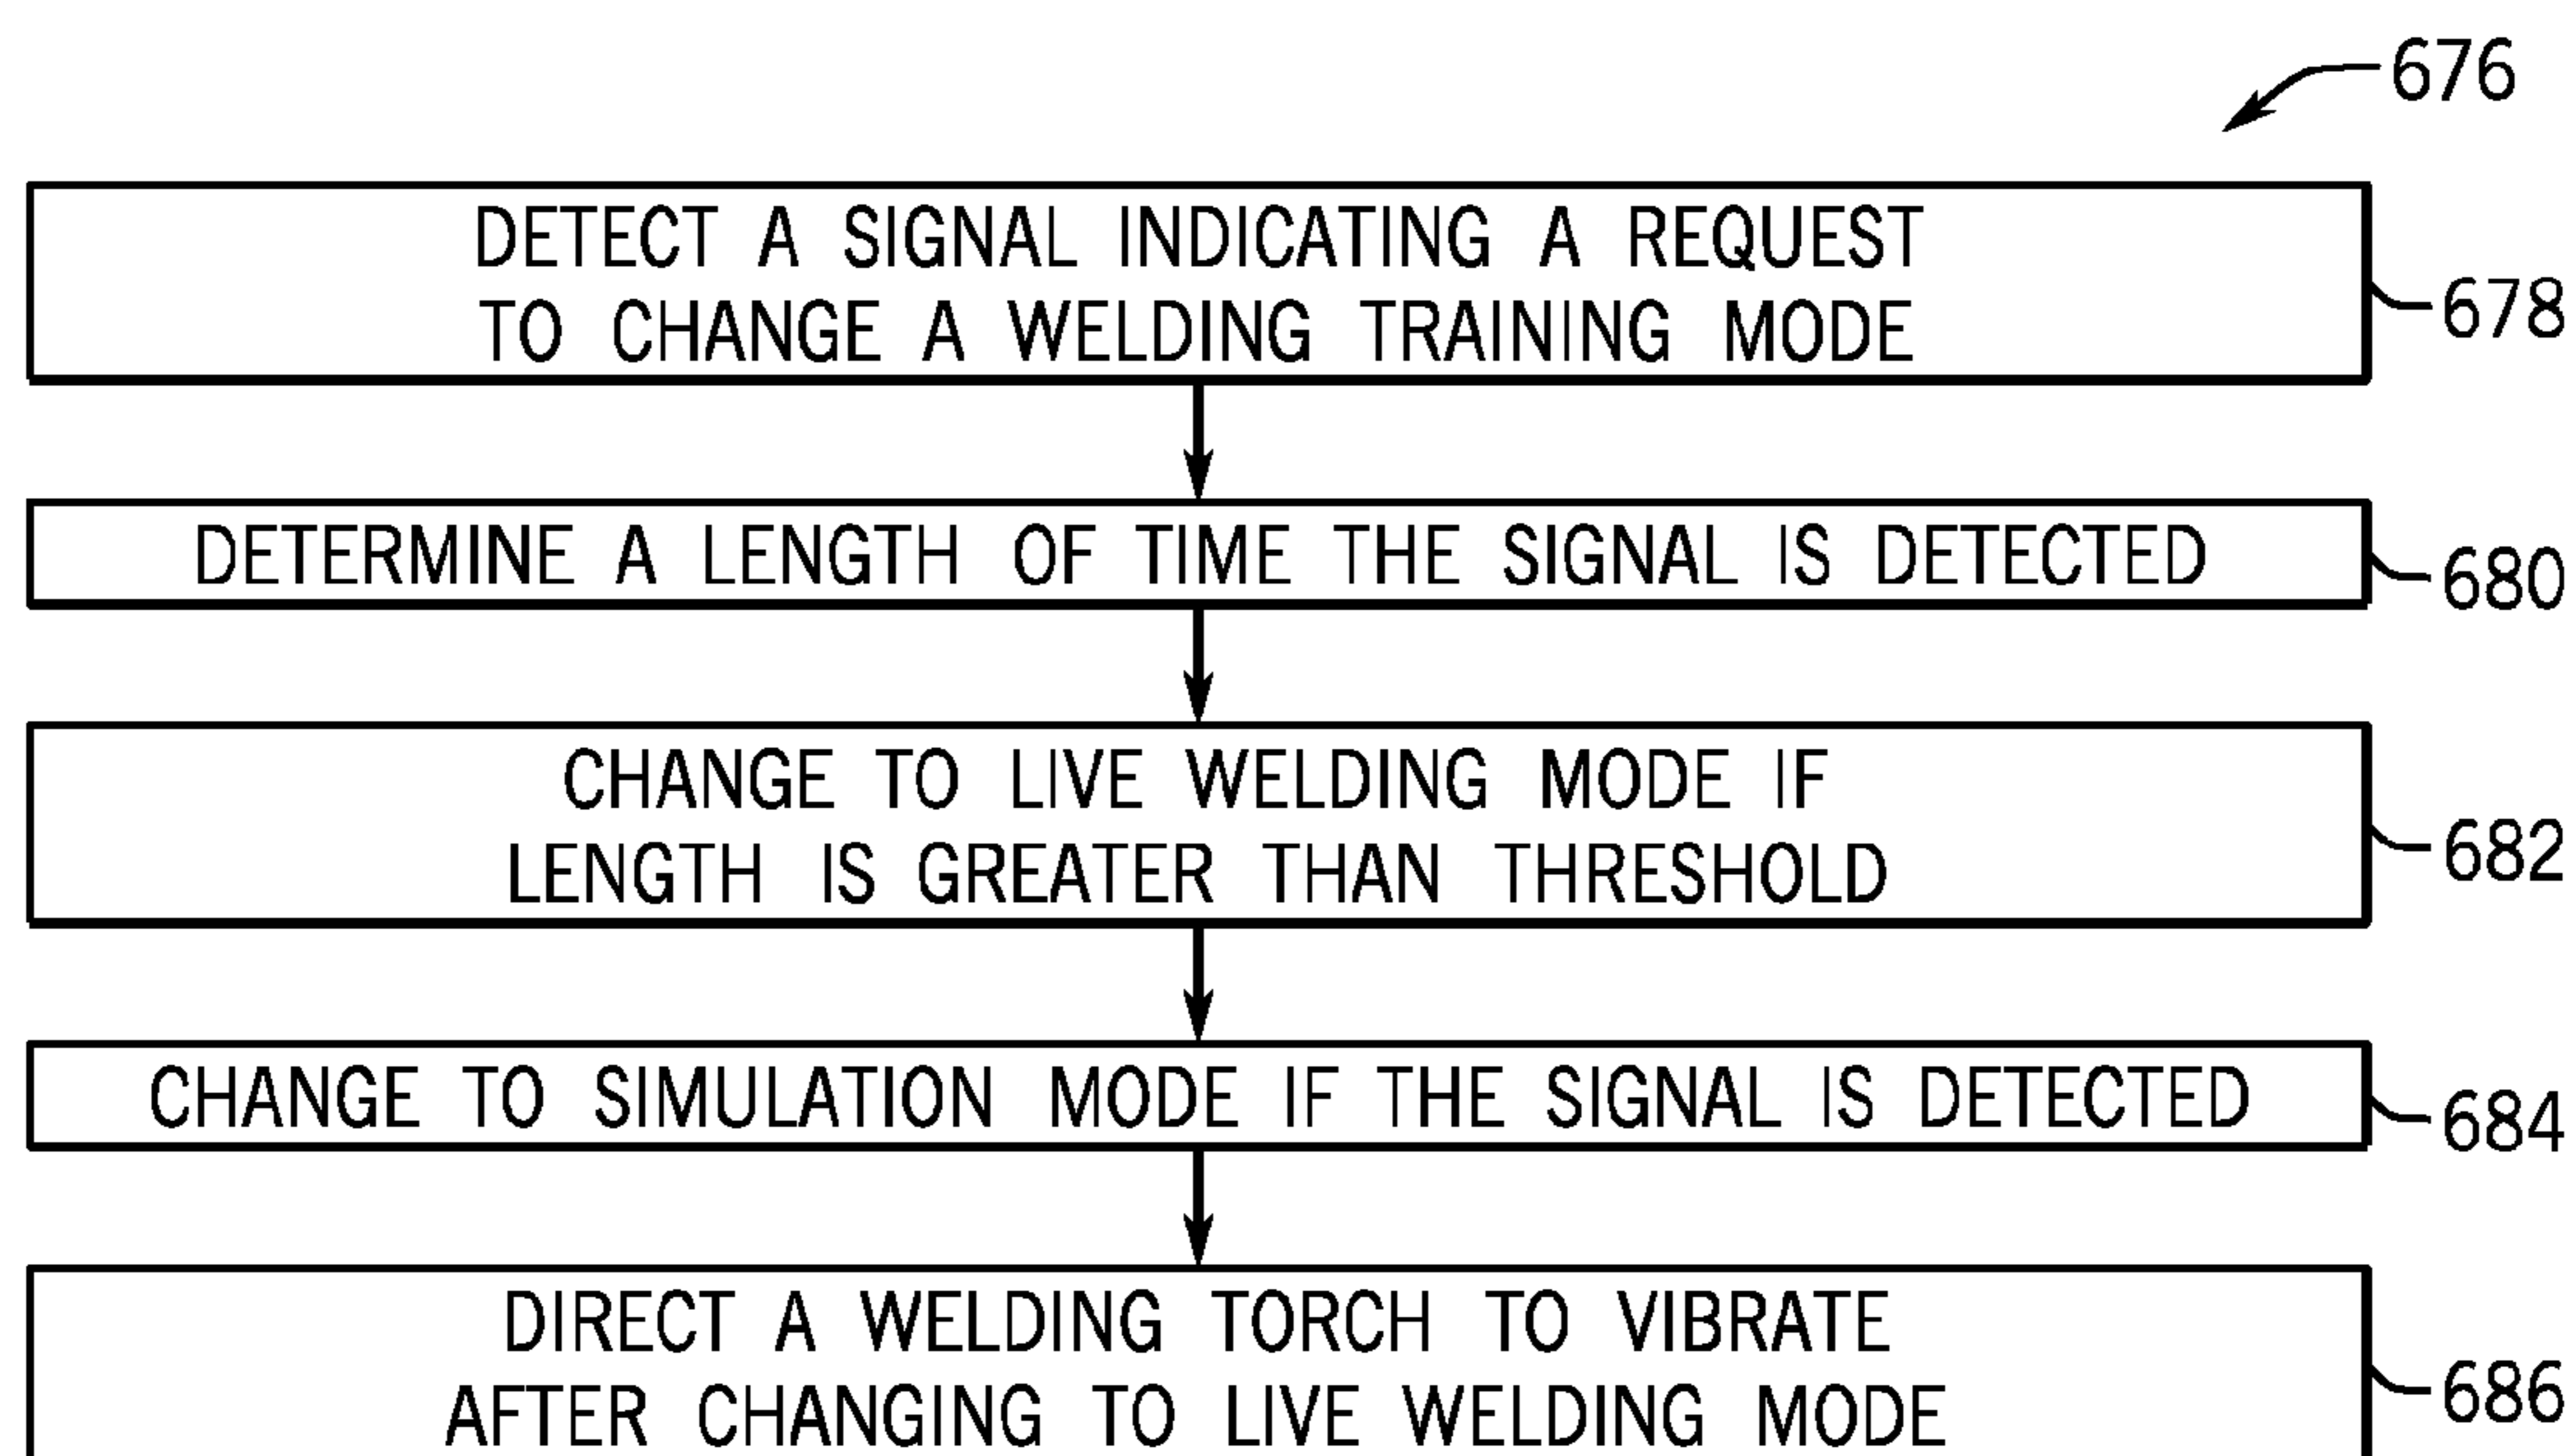 676
DETECT A SIGNAL INDICATING A REQUEST
TO CHANGE A WELDING TRAINING MODE
678
DETERMINE A LENGTH OF TIME THE SIGNAL IS DETECTED
680
CHANGE TO LIVE WELDING MODE IF
LENGTH IS GREATER THAN THRESHOLD
682
CHANGE TO SIMULATION MODE IF THE SIGNAL IS DETECTED
684
DIRECT A WELDING TORCH TO VIBRATE
AFTER CHANGING TO LIVE WELDING MODE
686